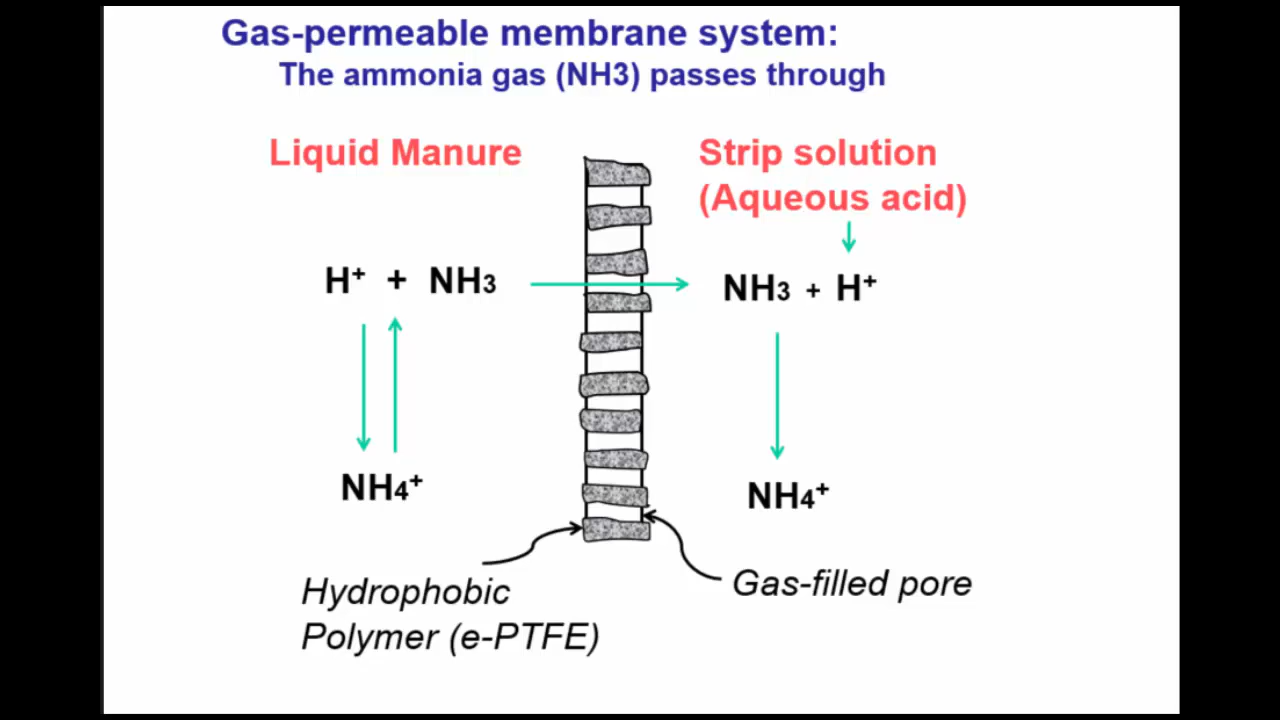 Gas-permeable membrane system:
The ammonia gas (NH3) passes through
Liquid Manure
Strip solution
(Aqueous acid)
H⁺ + NH₃
NH₃ + H⁺
NH₄⁺
NH₄⁺
Hydrophobic
Polymer (e-PTFE)
Gas-filled pore